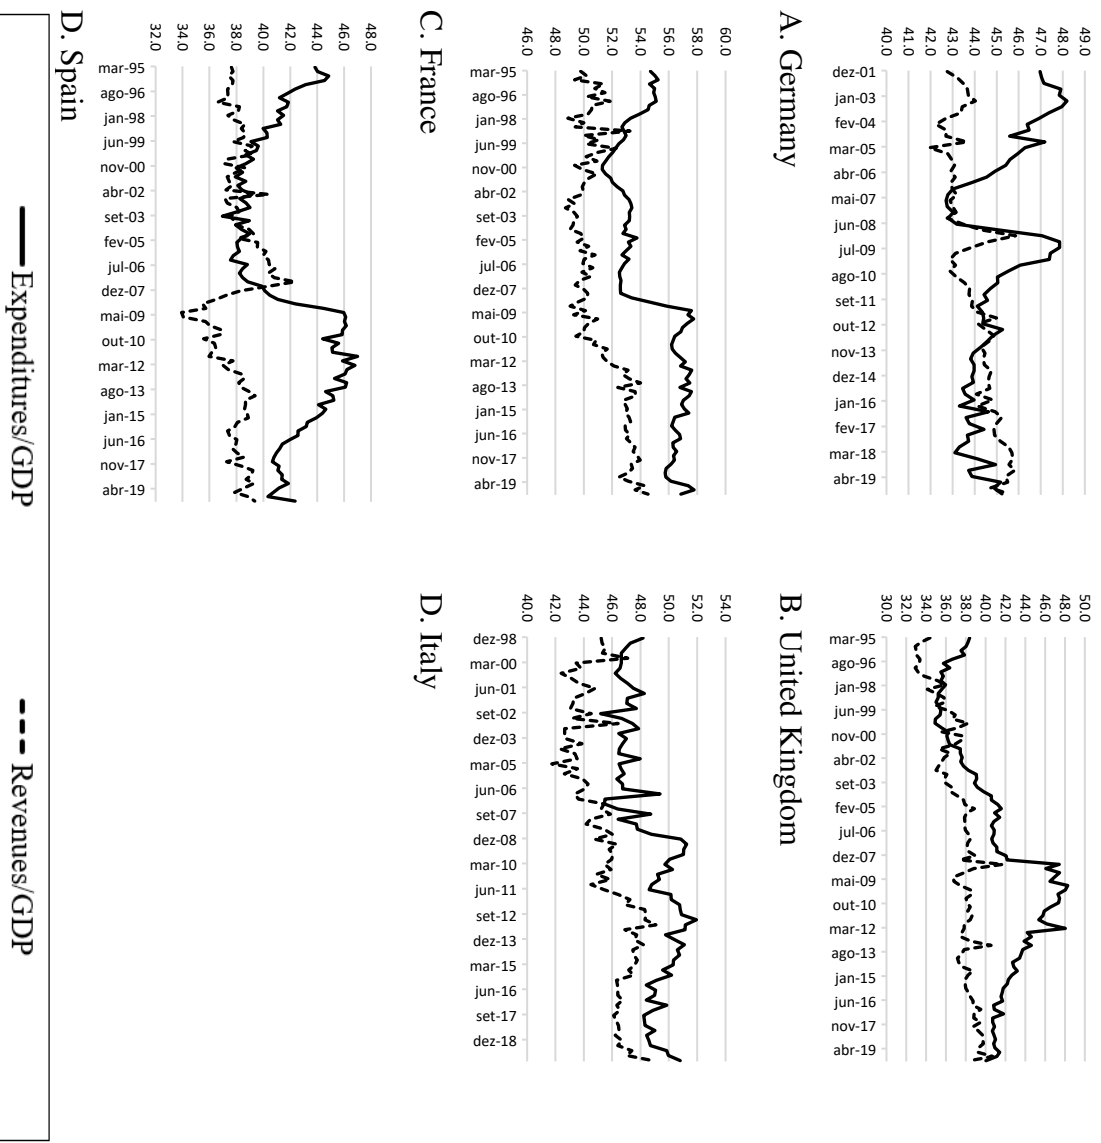 A. Germany
49.0
48.0
47.0
46.0
45.0
44.0
43.0
42.0
41.0
40.0
dez-01
jan-03
fev-04
mar-05
abr-06
mai-07
jun-08
jul-09
ago-10
set-11
out-12
nov-13
dez-14
jan-16
fev-17
mar-18
abr-19
B. United Kingdom
50.0
48.0
46.0
44.0
42.0
40.0
38.0
36.0
34.0
32.0
30.0
mar-95
ago-96
jan-98
jun-99
nov-00
abr-02
set-03
fev-05
jul-06
dez-07
mai-09
out-10
mar-12
ago-13
jan-15
jun-16
nov-17
abr-19
C. France
60.0
58.0
56.0
54.0
52.0
50.0
48.0
46.0
mar-95
ago-96
jan-98
jun-99
nov-00
abr-02
set-03
fev-05
jul-06
dez-07
mai-09
out-10
mar-12
ago-13
jan-15
jun-16
nov-17
abr-19
D. Italy
54.0
52.0
50.0
48.0
46.0
44.0
42.0
40.0
dez-98
mar-00
jun-01
set-02
dez-03
mar-05
jun-06
set-07
dez-08
mar-10
jun-11
set-12
dez-13
mar-15
jun-16
set-17
dez-18
D. Spain
48.0
46.0
44.0
42.0
40.0
38.0
36.0
34.0
32.0
mar-95
ago-96
jan-98
jun-99
nov-00
abr-02
set-03
fev-05
jul-06
dez-07
mai-09
out-10
mar-12
ago-13
jan-15
jun-16
nov-17
abr-19
Expenditures/GDP
Revenues/GDP